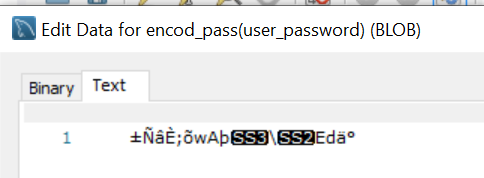 Edit Data for encod_pass(user_password) (BLOB)
Binary Text
1 ±ÑâÈ;õwAþSS3\SS2Edä°